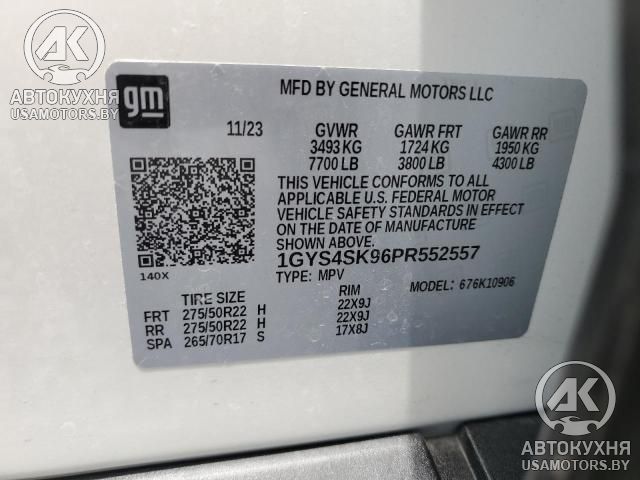 AK
АВТОКУХНЯ
USAMOTORS.BY
gm
MFD BY GENERAL MOTORS LLC
11/23 GVWR GAWR FRT GAWR RR
3493 KG 1724 KG 1950 KG
7700 LB 3800 LB 4300 LB
THIS VEHICLE CONFORMS TO ALL
APPLICABLE U.S. FEDERAL MOTOR
VEHICLE SAFETY STANDARDS IN EFFECT
ON THE DATE OF MANUFACTURE
SHOWN ABOVE.
1GYS4SK96PR552557
140X
TYPE: MPV MODEL: 676K10906
TIRE SIZE RIM
FRT 275/50R22 H 22X9J
RR 275/50R22 H 22X9J
SPA 265/70R17 S 17X8J
AK
АВТОКУХНЯ
USAMOTORS.BY